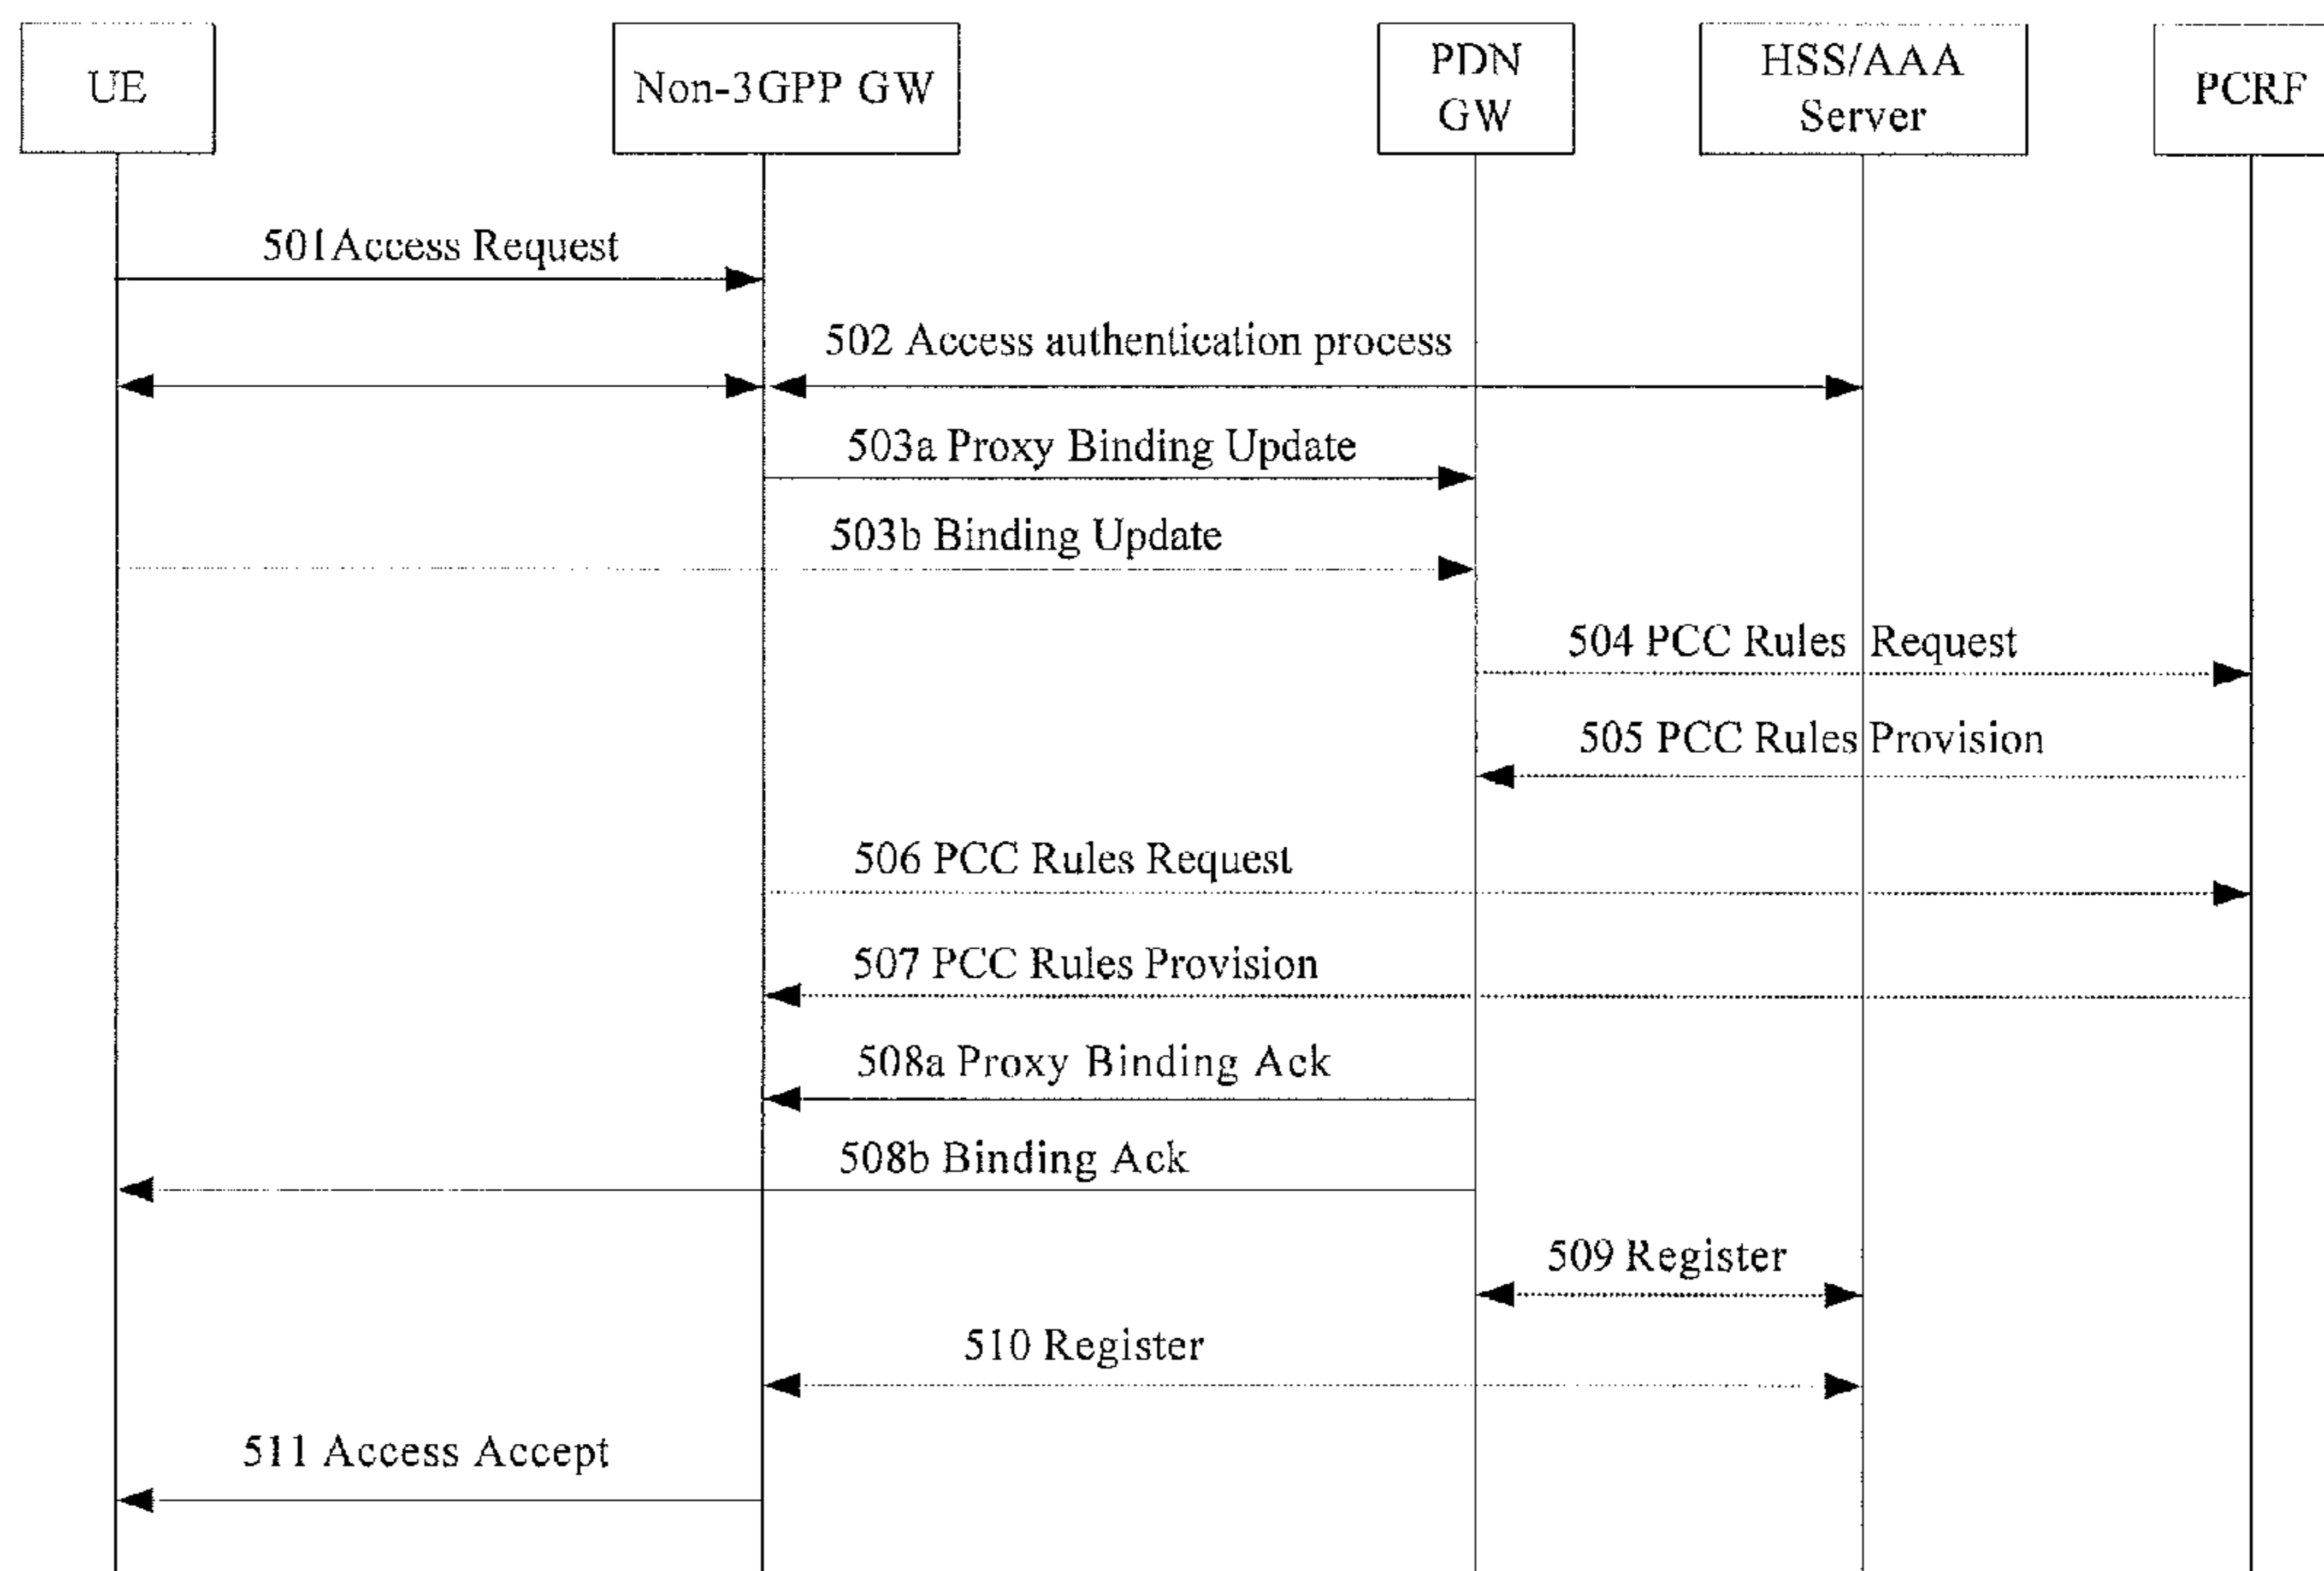 UE
Non-3GPP GW
PDN
GW
HSS/AAA
Server
PCRF
501Access Request
502 Access authentication process
503a Proxy Binding Update
503b Binding Update
504 PCC Rules Request
505 PCC Rules Provision
506 PCC Rules Request
507 PCC Rules Provision
508a Proxy Binding Ack
508b Binding Ack
509 Register
510 Register
511 Access Accept